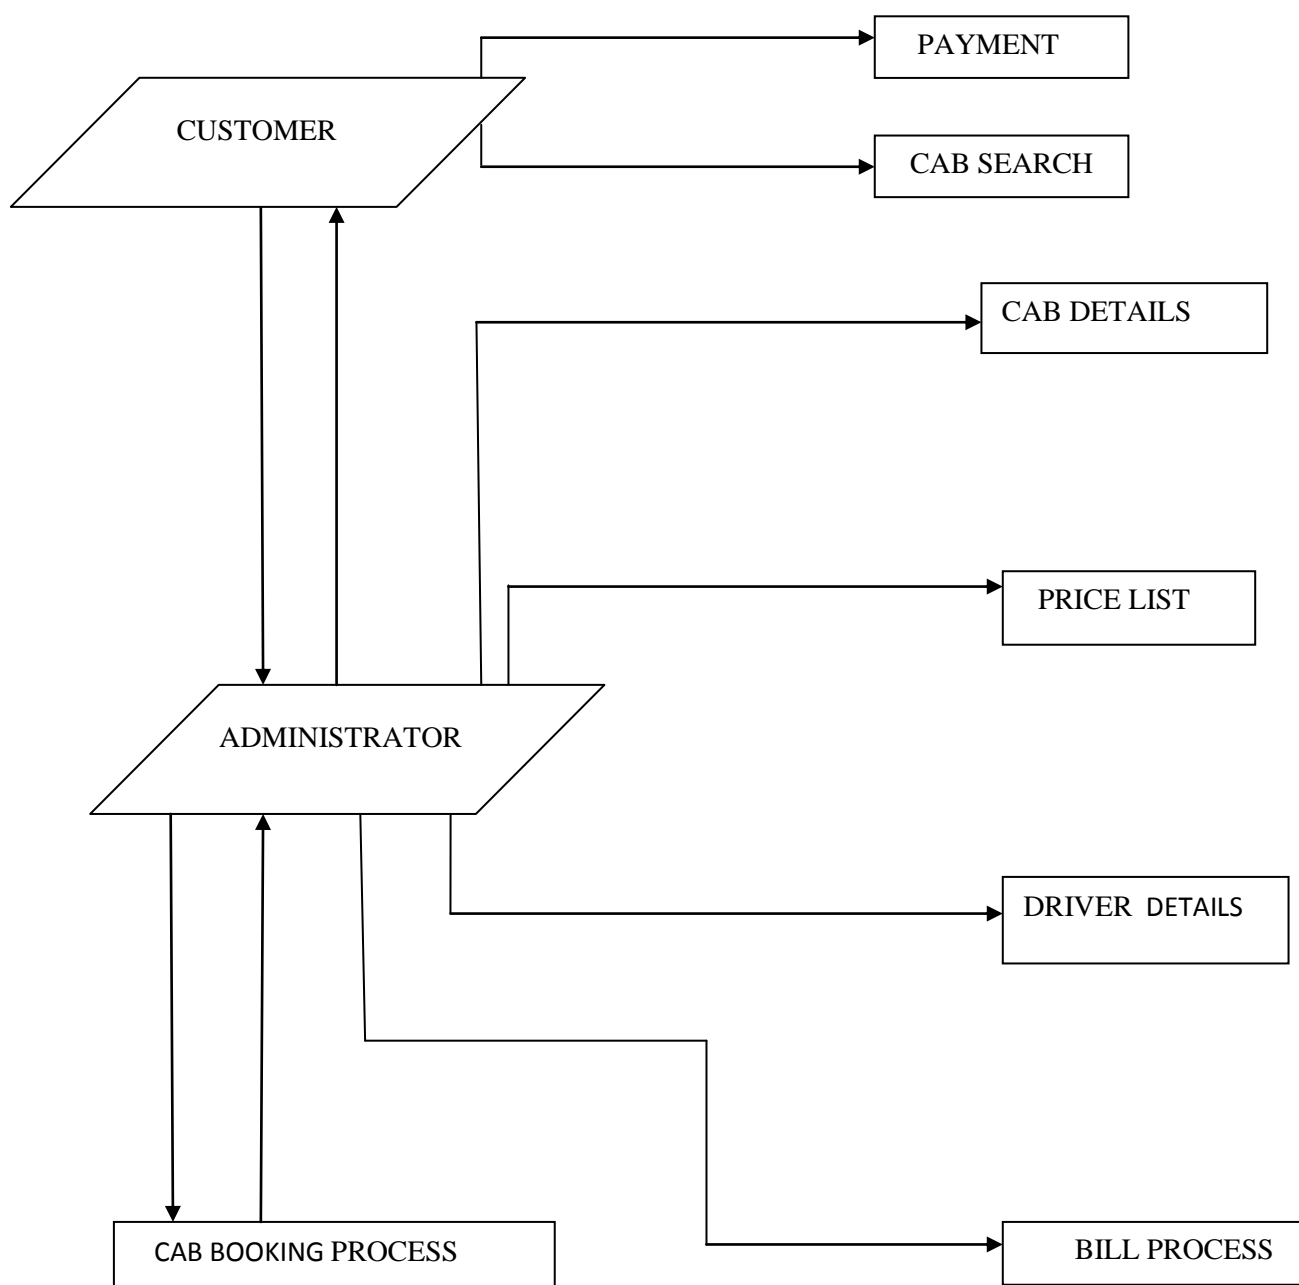 PAYMENT
CUSTOMER
CAB SEARCH
CAB DETAILS
PRICE LIST
ADMINISTRATOR
DRIVER DETAILS
CAB BOOKING PROCESS
BILL PROCESS